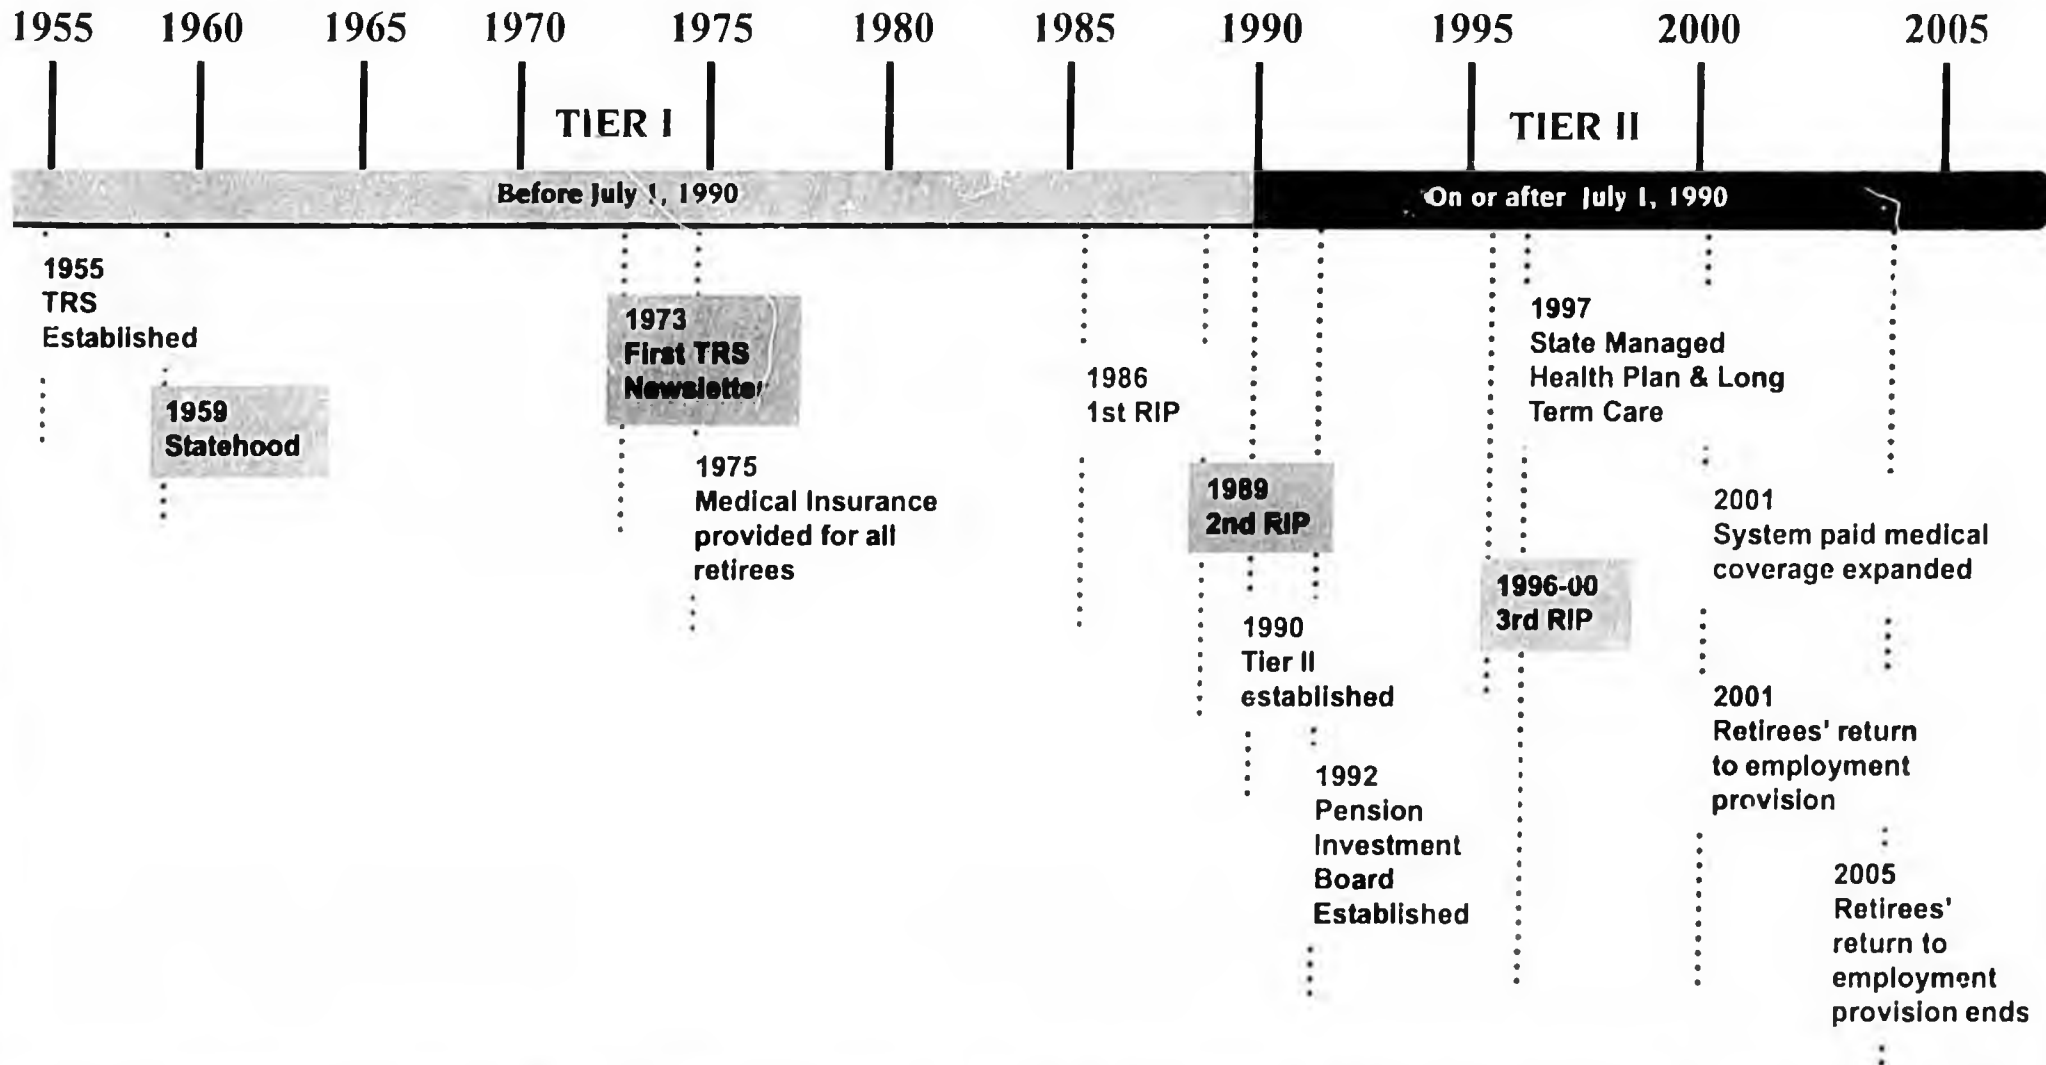 1955 1960 1965 1970 1975 1980 1985 1990 1995 2000 2005
TIER I
TIER II
Before July 1, 1990
On or after July 1, 1990
1955
TRS
Established
1959
Statehood
1973
First TRS
Newsletter
1975
Medical Insurance
provided for all
retirees
1986
1st RIP
1989
2nd RIP
1990
Tier II
established
1992
Pension
Investment
Board
Established
1996-00
3rd RIP
1997
State Managed
Health Plan & Long
Term Care
2001
System paid medical
coverage expanded
2001
Retirees' return
to employment
provision
2005
Retirees'
return to
employment
provision ends